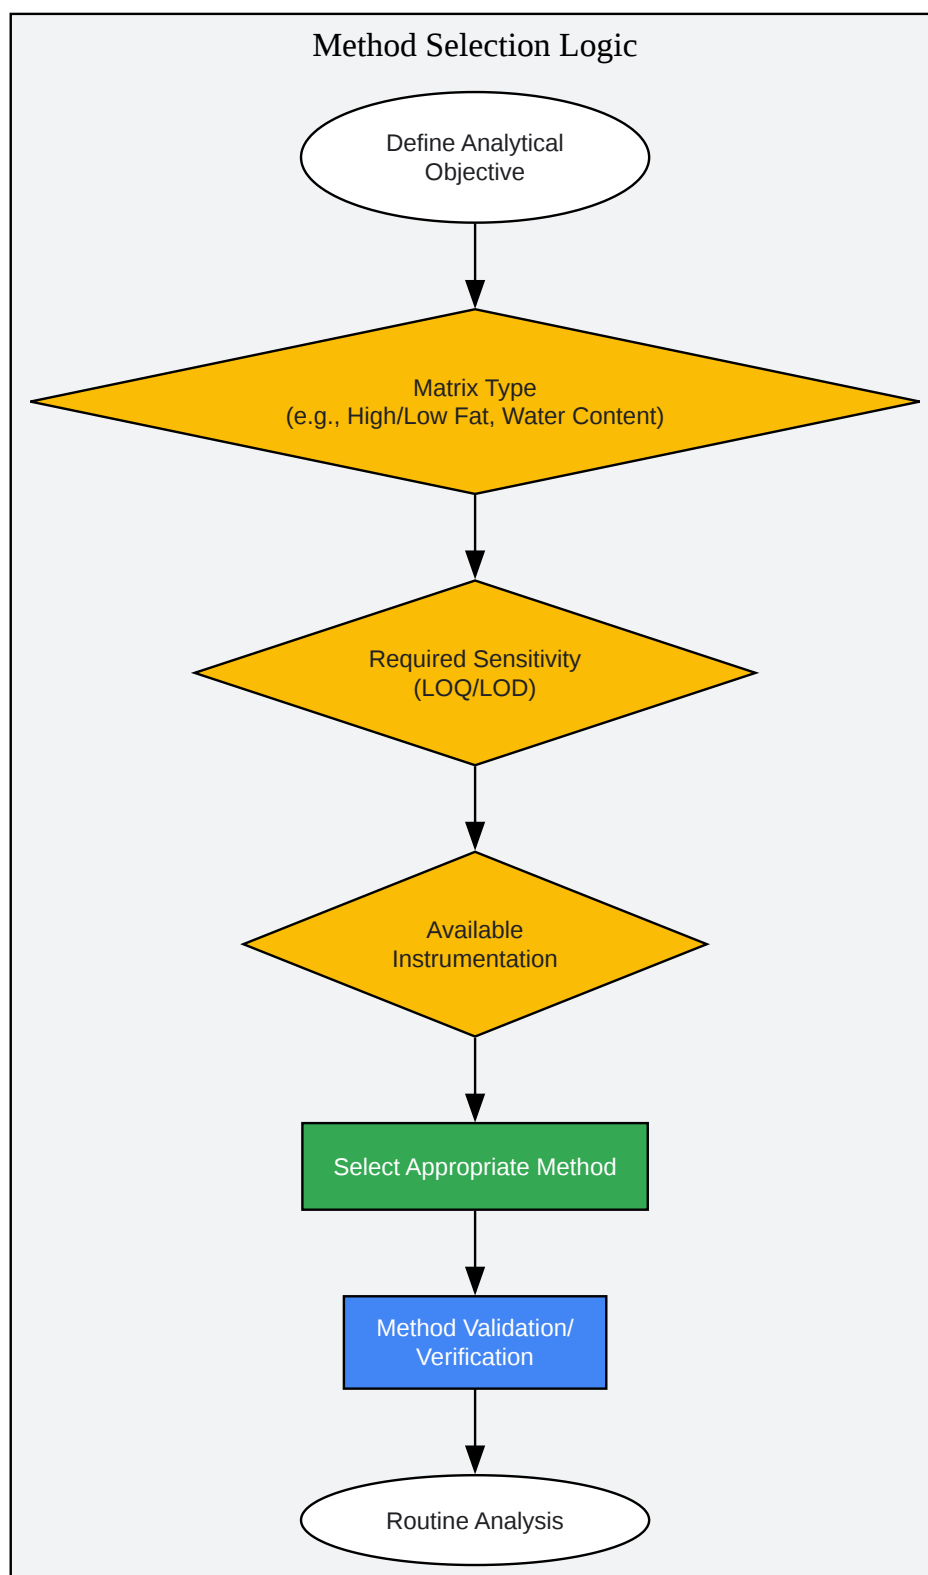 Method Selection Logic
Define Analytical
Objective
Matrix Type
(e.g., High/Low Fat, Water Content)
Required Sensitivity
(LOQ/LOD)
Available
Instrumentation
Select Appropriate Method
Method Validation/
Verification
Routine Analysis